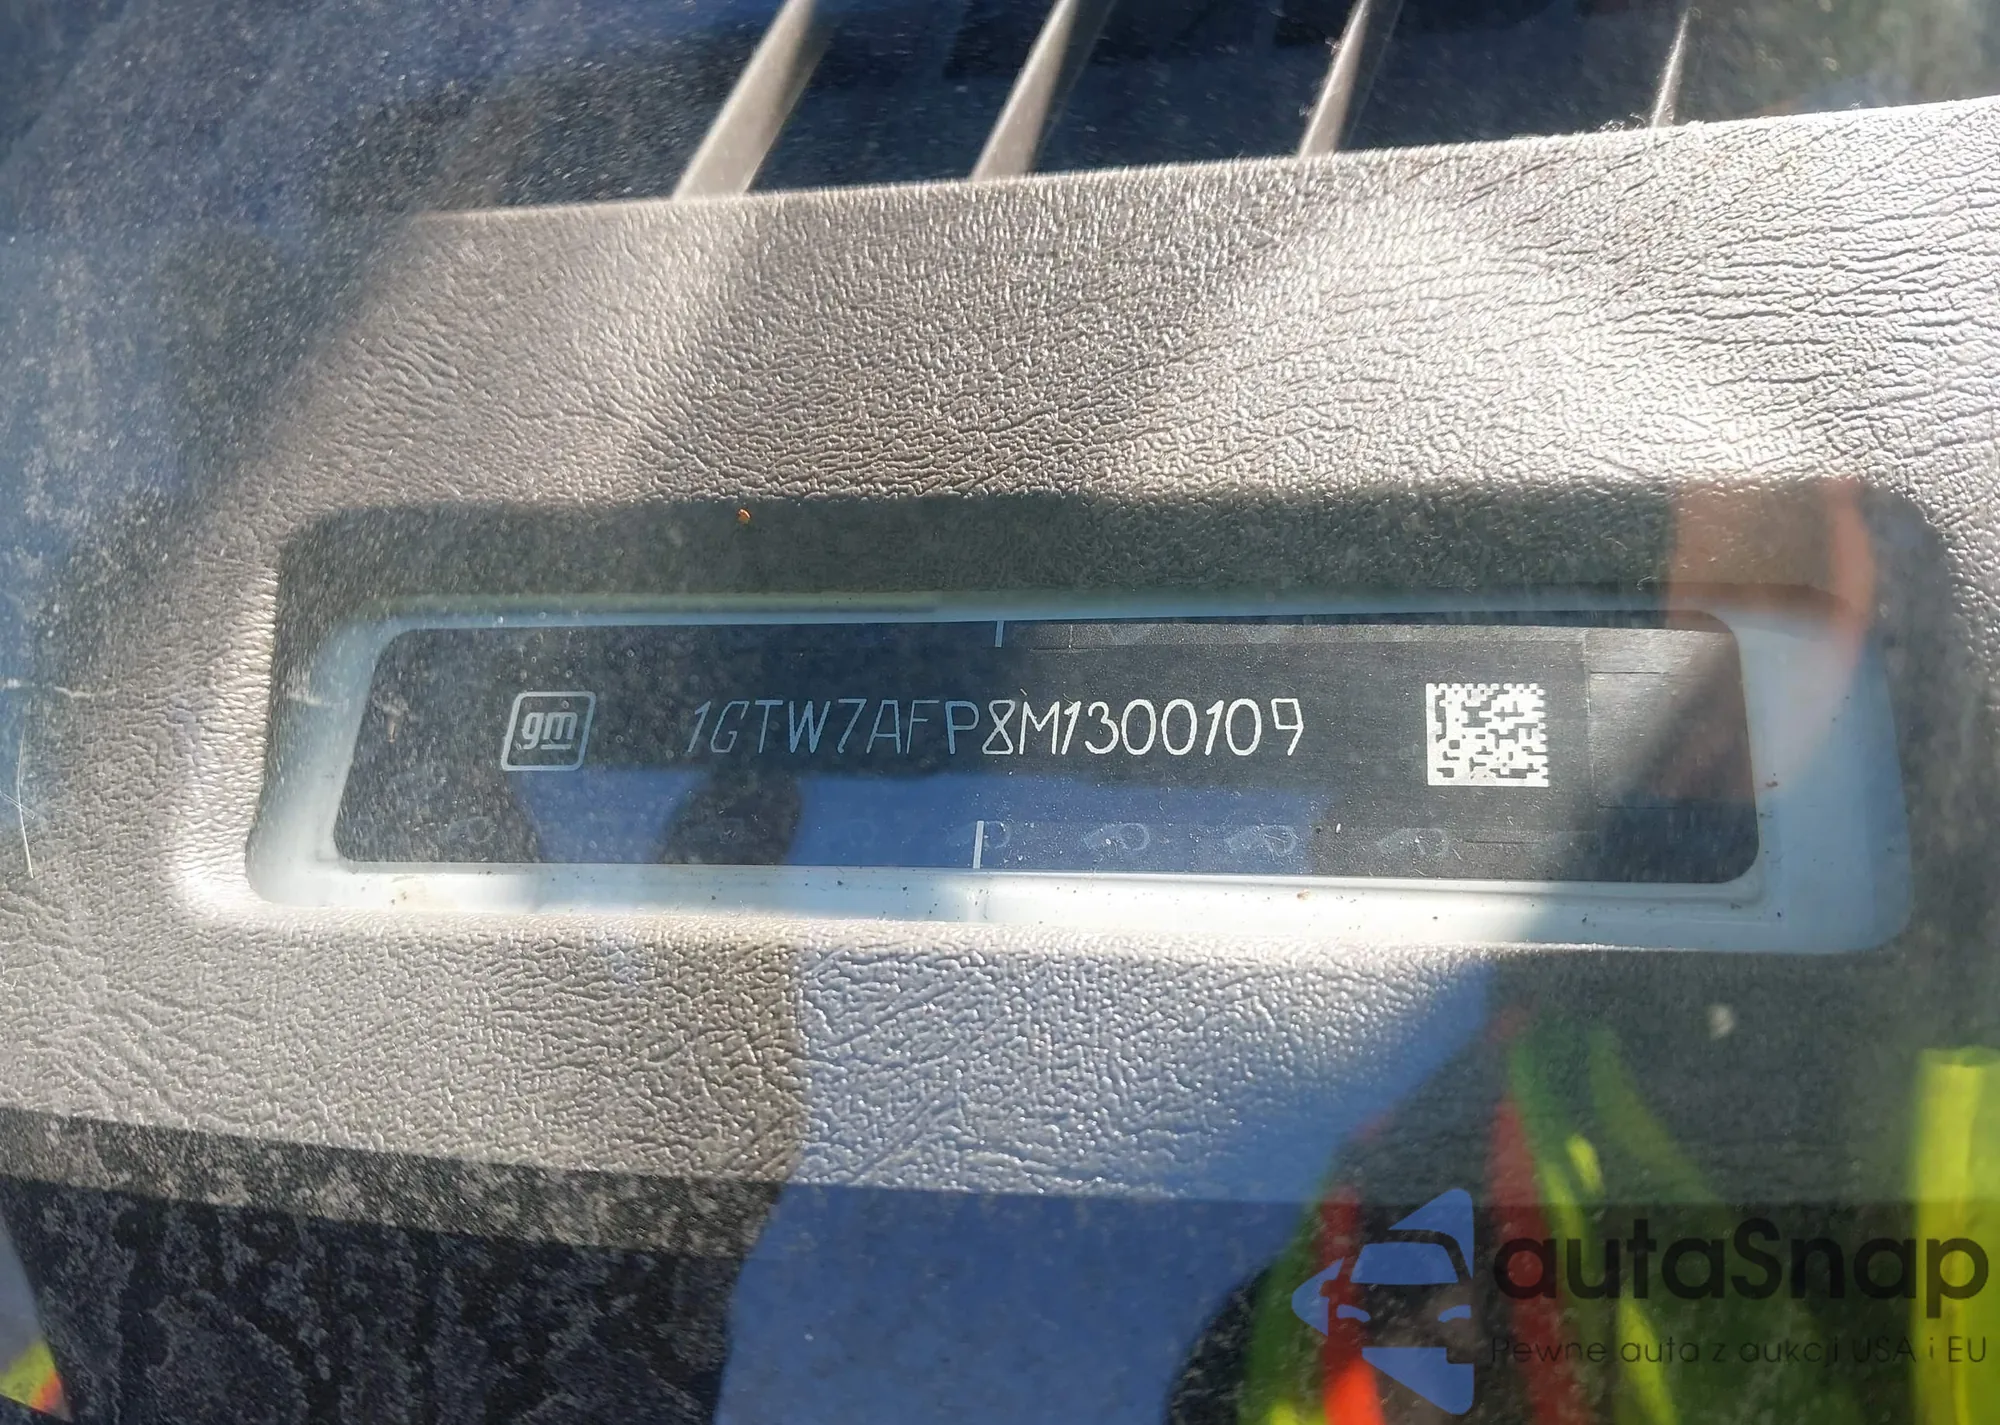 gm 1GTW7AFP8M1300109
autaSnap
Pewne auta z aukcji USA i EU